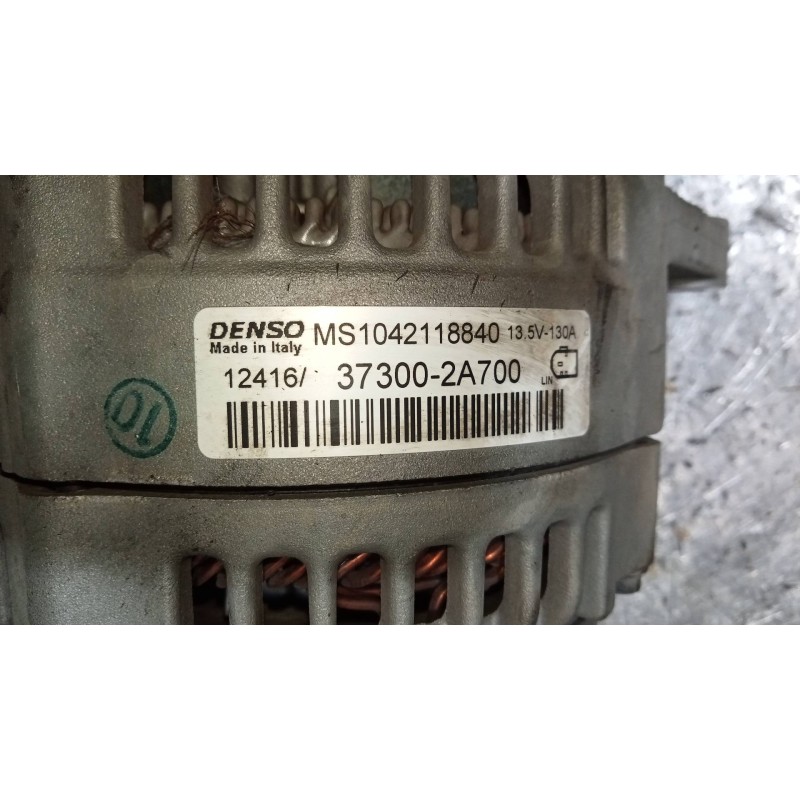 DENSO MS1042118840 13.5V-130A
Made in Italy
12416/ 37300-2A700 LIN
10